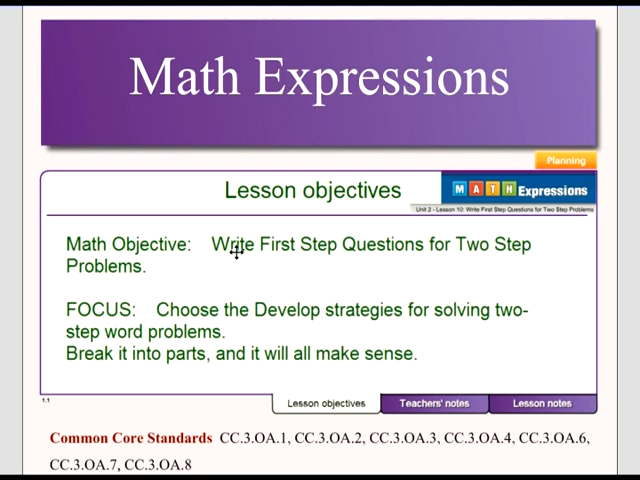 Math Expressions
Planning
Lesson objectives
MATH Expressions
Unit 2 - Lesson 10: Write First Step Questions for Two Step Problems
Math Objective: Write First Step Questions for Two Step
Problems.
FOCUS: Choose the Develop strategies for solving two-
step word problems.
Break it into parts, and it will all make sense.
1.1
Lesson objectives
Teachers' notes
Lesson notes
Common Core Standards CC.3.OA.1, CC.3.OA.2, CC.3.OA.3, CC.3.OA.4, CC.3.OA.6,
CC.3.OA.7, CC.3.OA.8